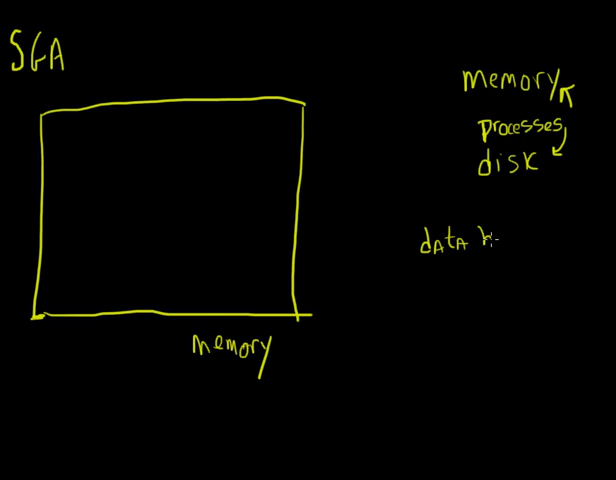 SGA
memory
processes
disk
data
memory